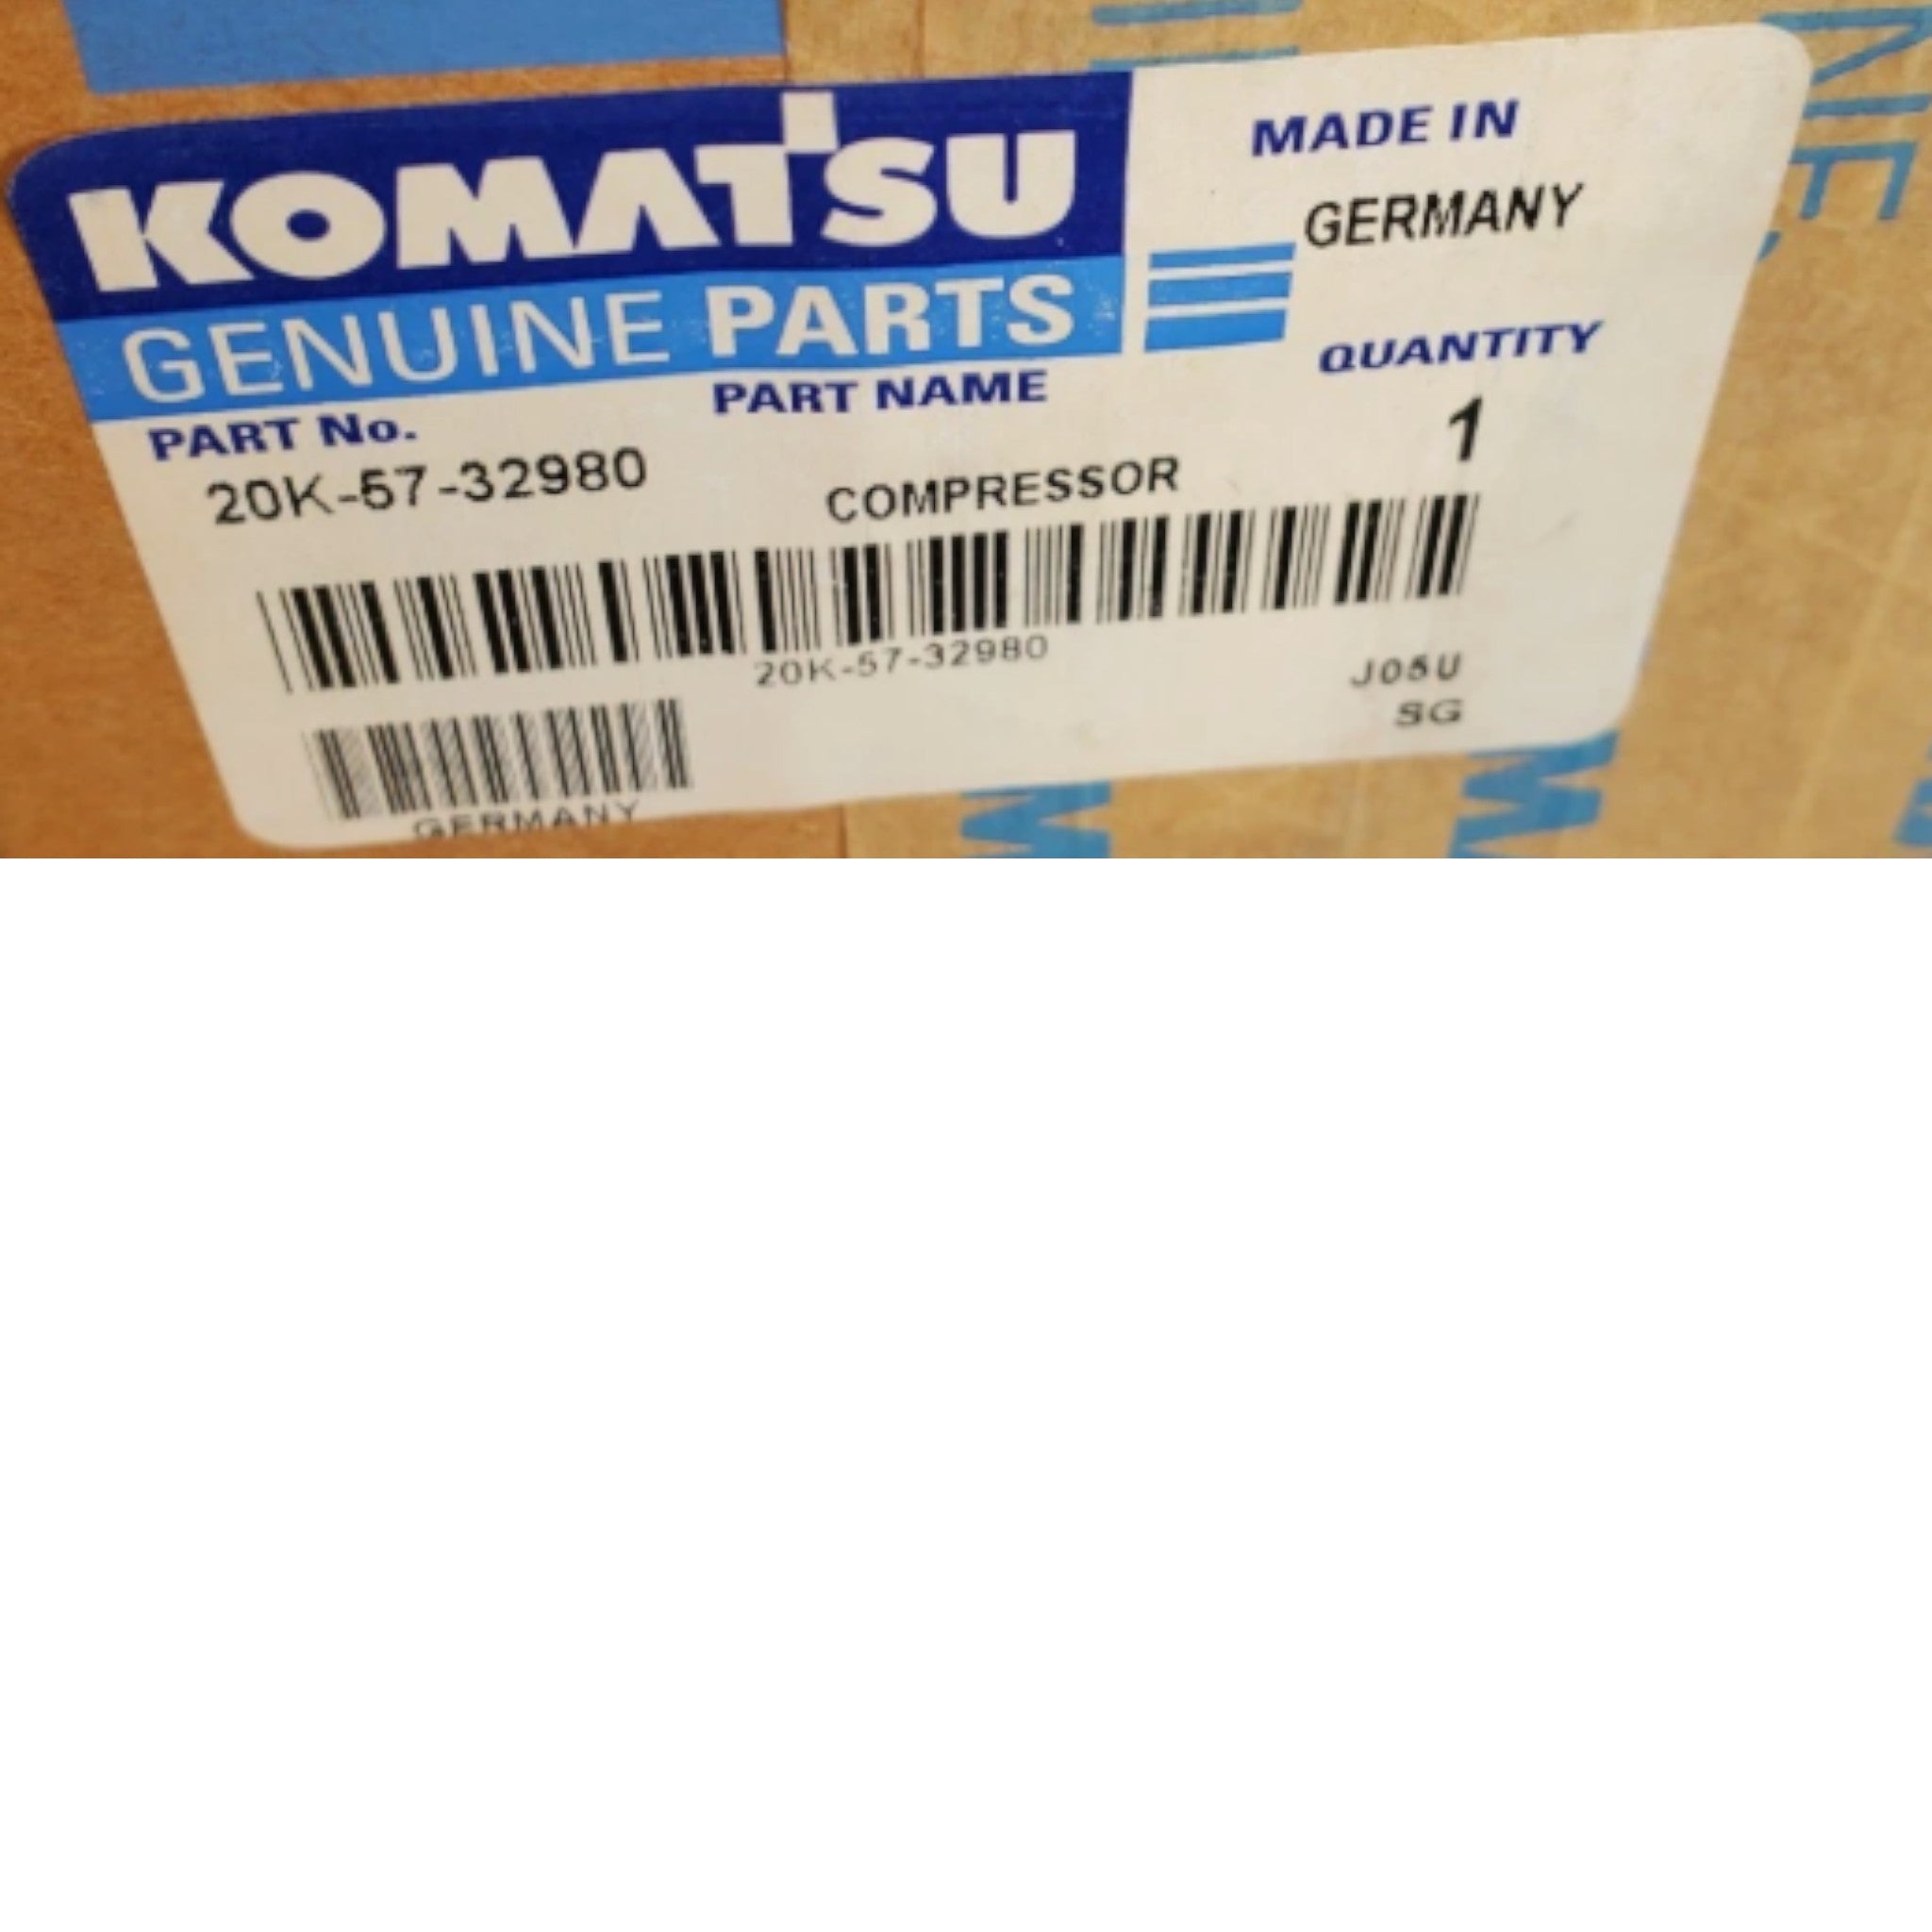 KOMATSU
GENUINE PARTS
MADE IN
GERMANY
PART No.
PART NAME
QUANTITY
20K-57-32980
COMPRESSOR
1
20K-57-32980
J05U
SG
GERMANY